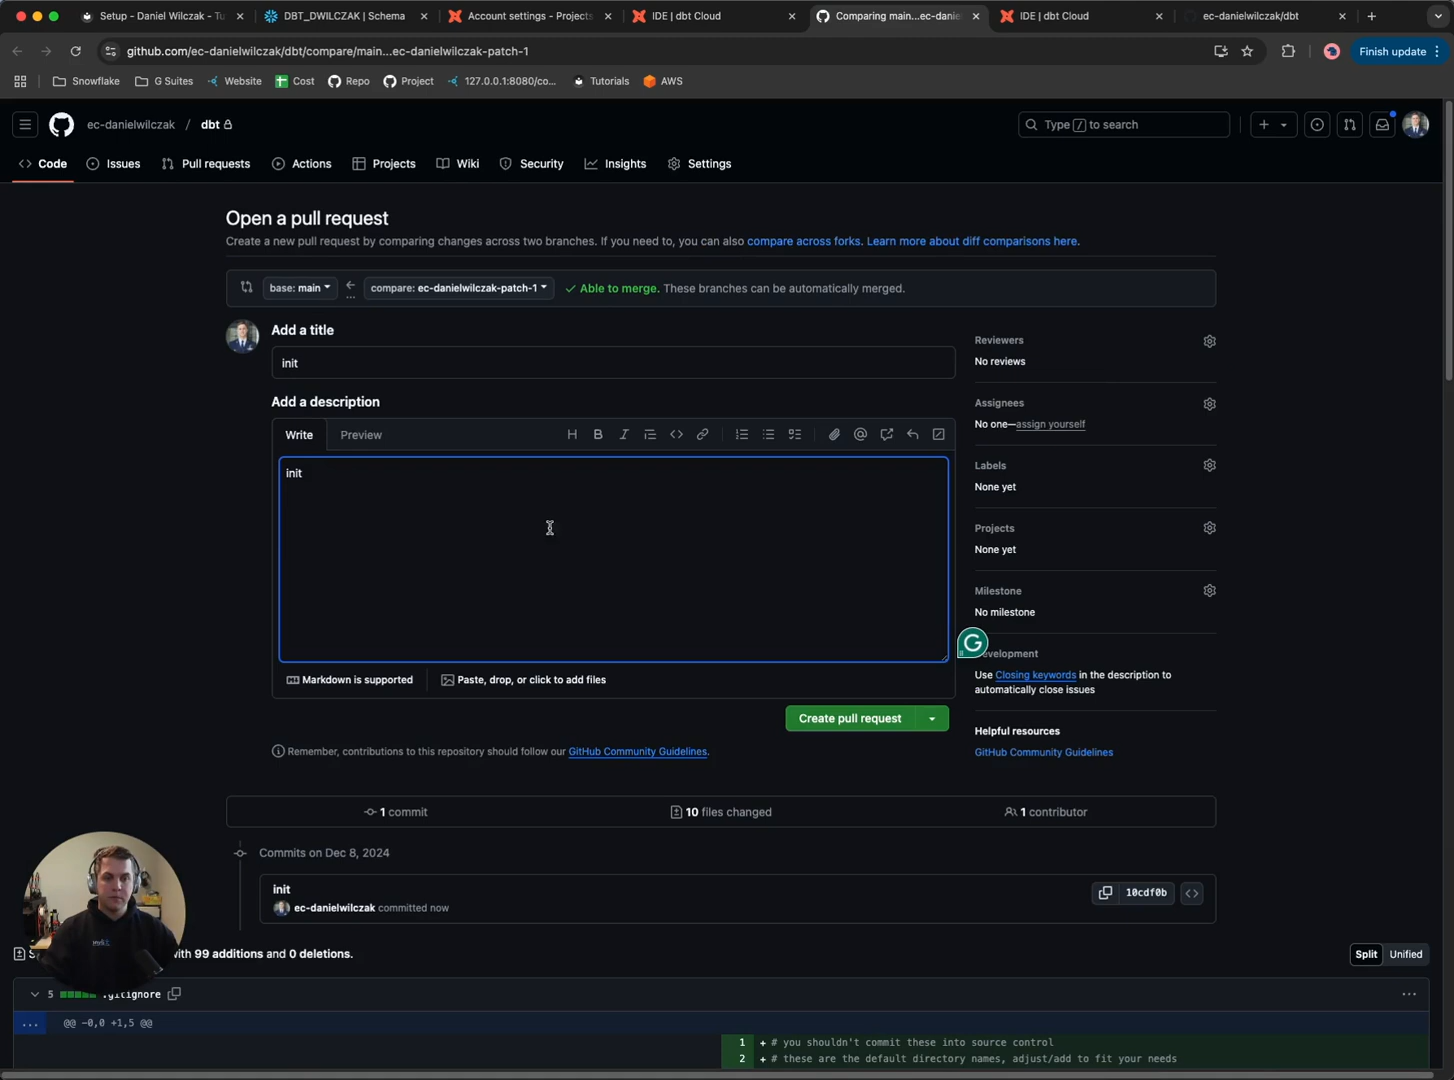 Setup - Daniel Wilczak - Tu
DBT_DWILCZAK | Schema
Account settings - Projects
IDE | dbt Cloud
Comparing main...ec-danielw
IDE | dbt Cloud
ec-danielwilczak/dbt
github.com/ec-danielwilczak/dbt/compare/main...ec-danielwilczak-patch-1
Finish update
Snowflake
G Suites
Website
Cost
Repo
Project
127.0.0.1:8080/co...
Tutorials
AWS
ec-danielwilczak / dbt
Type / to search
Code
Issues
Pull requests
Actions
Projects
Wiki
Security
Insights
Settings
Open a pull request
Create a new pull request by comparing changes across two branches. If you need to, you can also compare across forks. Learn more about diff comparisons here.
base: main
...
compare: ec-danielwilczak-patch-1
Able to merge. These branches can be automatically merged.
Add a title
init
Add a description
Write
Preview
init
Markdown is supported
Paste, drop, or click to add files
Create pull request
Remember, contributions to this repository should follow our GitHub Community Guidelines.
Reviewers
No reviews
Assignees
No one—assign yourself
Labels
None yet
Projects
None yet
Milestone
No milestone
evelopment
Use Closing keywords in the description to
automatically close issues
Helpful resources
GitHub Community Guidelines
1 commit
10 files changed
1 contributor
Commits on Dec 8, 2024
init
10cdf0b
ec-danielwilczak committed now
with 99 additions and 0 deletions.
Split
Unified
5 .gitignore
...
... @@ -0,0 +1,5 @@
1 + # you shouldn't commit these into source control
2 + # these are the default directory names, adjust/add to fit your needs